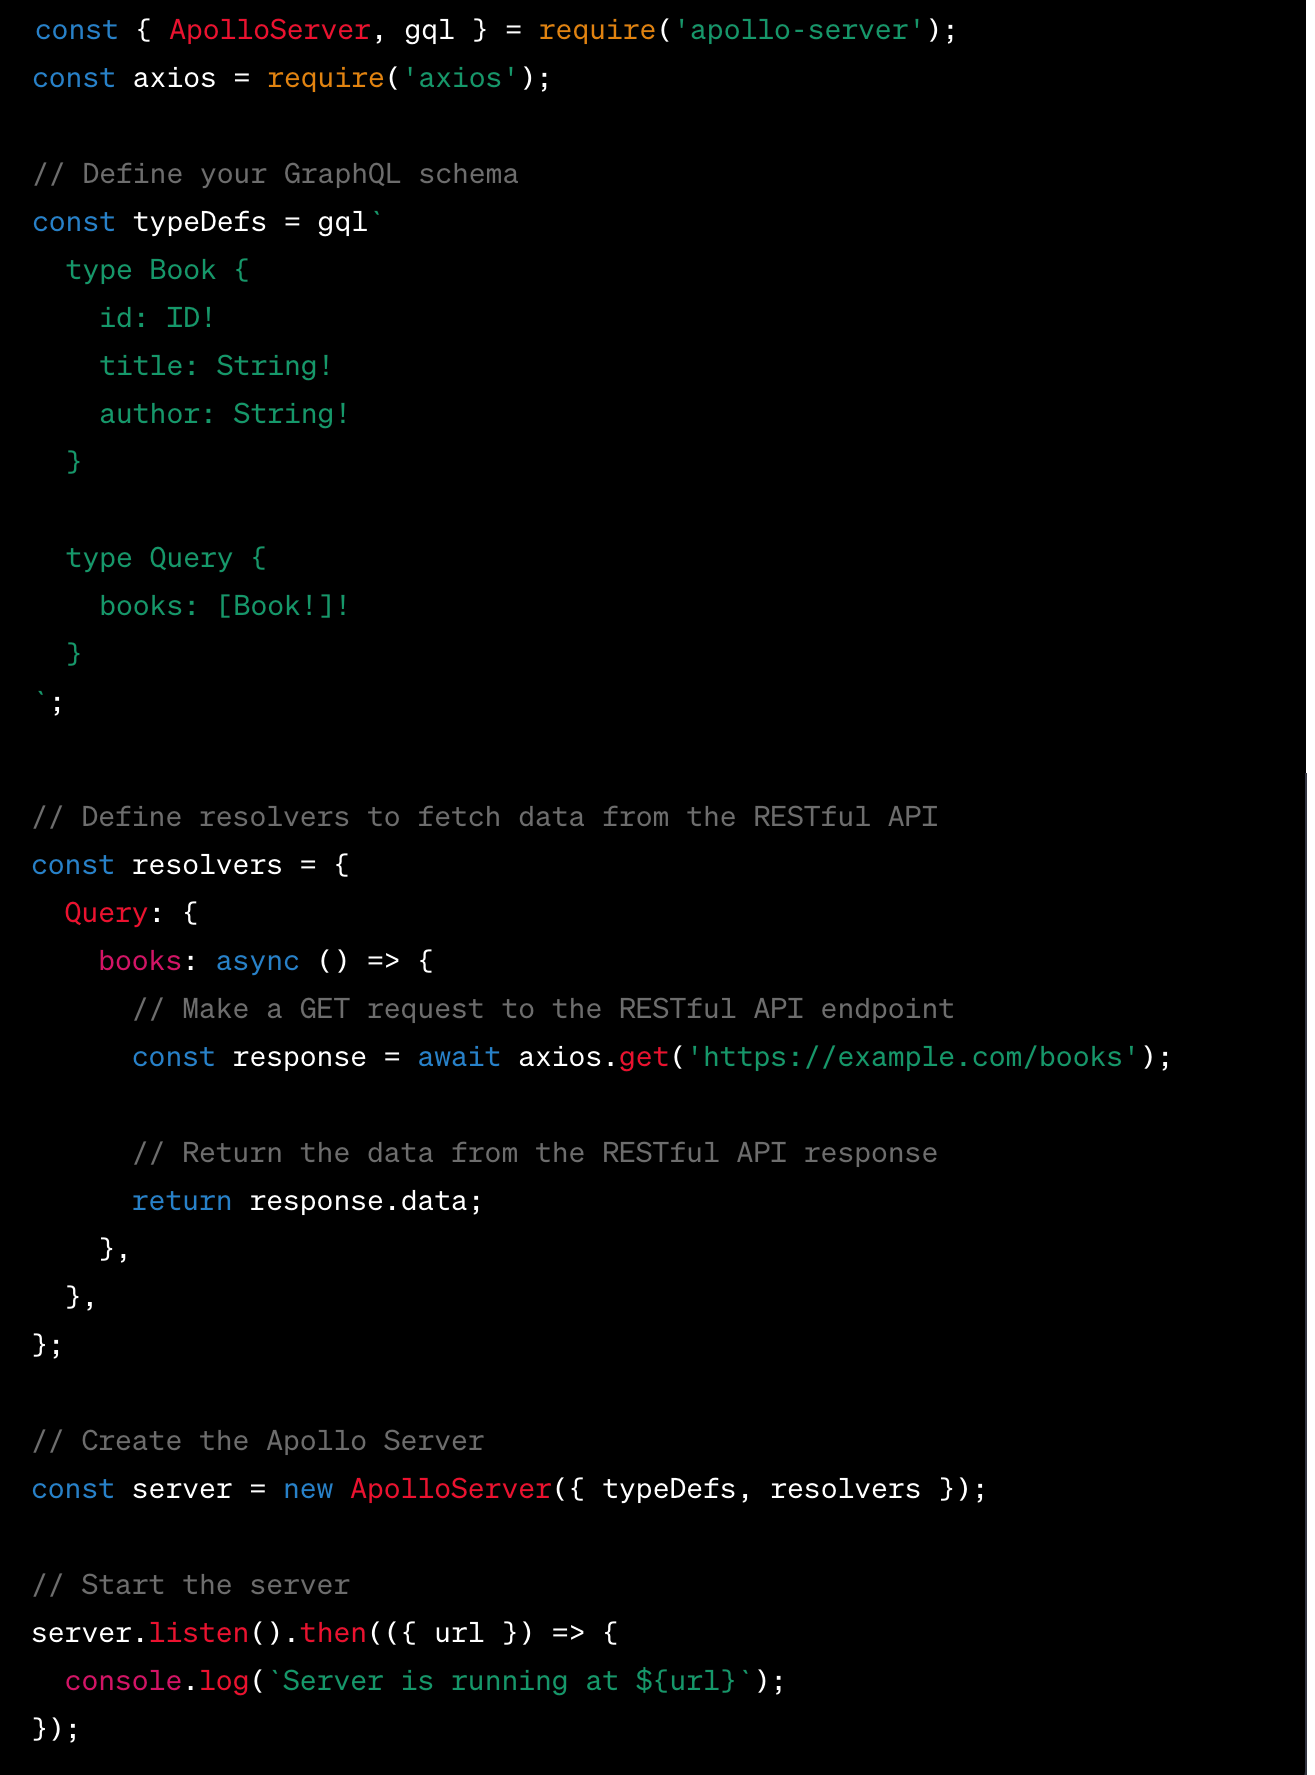 const { ApolloServer, gql } = require('apollo-server');
const axios = require('axios');

// Define your GraphQL schema
const typeDefs = gql`
  type Book {
    id: ID!
    title: String!
    author: String!
  }

  type Query {
    books: [Book!]!
  }
`;

// Define resolvers to fetch data from the RESTful API
const resolvers = {
  Query: {
    books: async () => {
      // Make a GET request to the RESTful API endpoint
      const response = await axios.get('https://example.com/books');

      // Return the data from the RESTful API response
      return response.data;
    },
  },
};

// Create the Apollo Server
const server = new ApolloServer({ typeDefs, resolvers });

// Start the server
server.listen().then(({ url }) => {
  console.log(`Server is running at ${url}`);
});